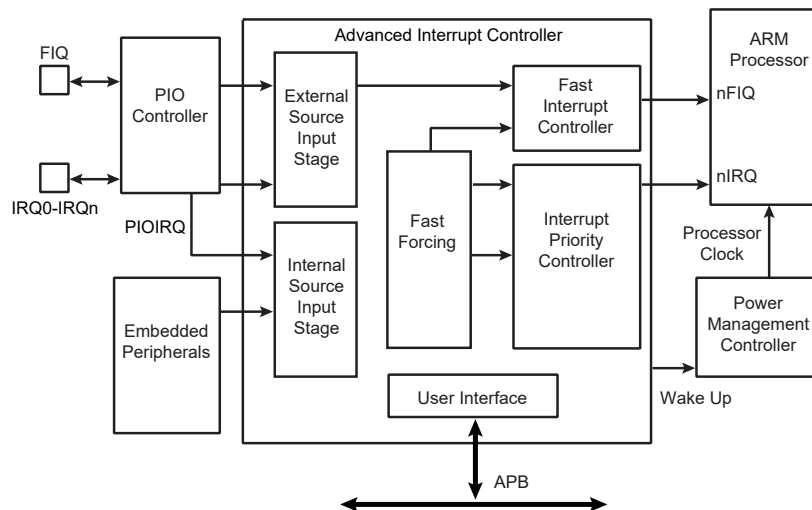 Advanced Interrupt Controller
FIQ
PIO
Controller
IRQ0-IRQn
PIOIRQ
Embedded
Peripherals
External
Source
Input
Stage
Internal
Source
Input
Stage
Fast
Forcing
Fast
Interrupt
Controller
Interrupt
Priority
Controller
User Interface
APB
ARM
Processor
nFIQ
nIRQ
Processor
Clock
Power
Management
Controller
Wake Up